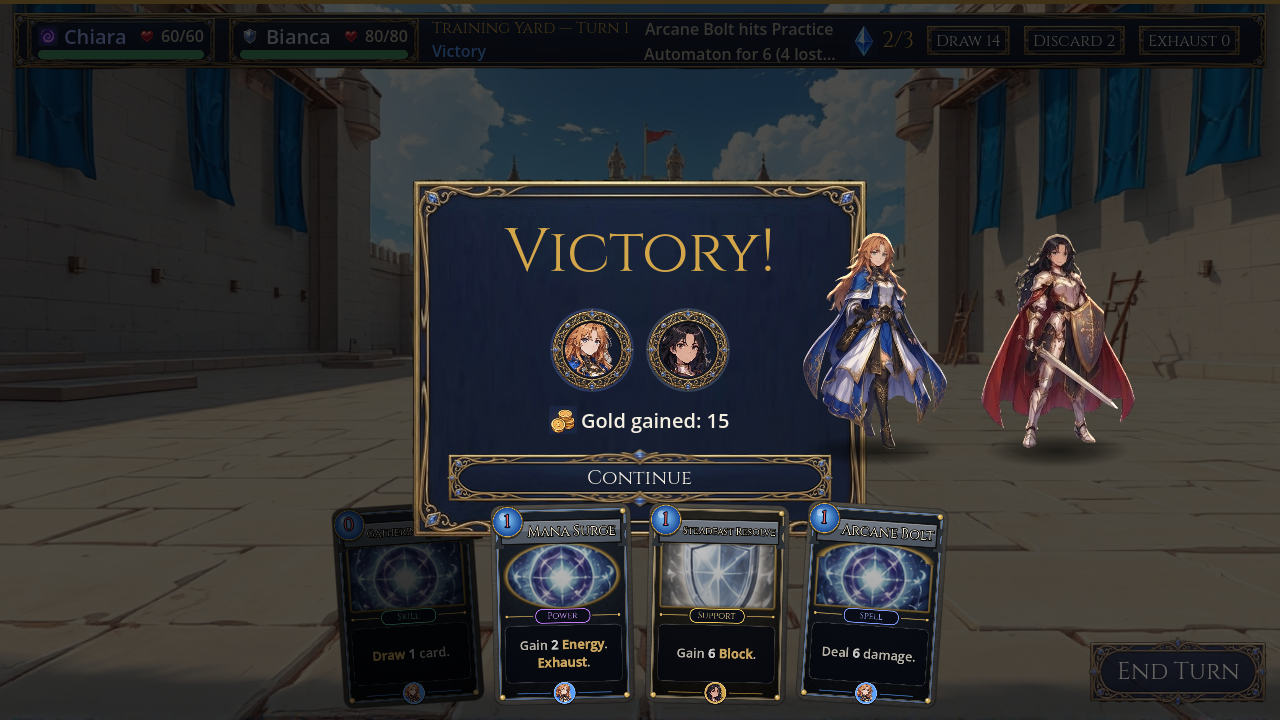 Chiara 60/60
Bianca 80/80
Training Yard — Turn 1
Victory
Arcane Bolt hits Practice
Automaton for 6 (4 lost...
2/3
Draw 14
Discard 2
Exhaust 0
Victory!
Gold gained: 15
Continue
0
Skill
Draw 1 card.
1 Mana Surge
Power
Gain 2 Energy.
Exhaust.
1 Steadfast Resolve
Support
Gain 6 Block.
1 Arcane Bolt
Spell
Deal 6 damage.
End Turn